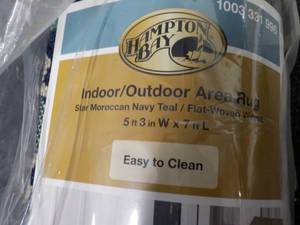 1003 331 996
HAMPTON
BAY
Indoor/Outdoor Area Rug
Star Moroccan Navy Teal / Flat-Woven
5 ft 3 in W x 7 ft L
Easy to Clean